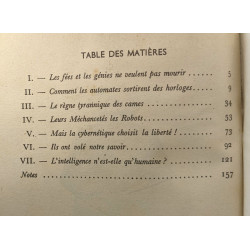 TABLE DES MATIÈRES
I. — Les fées et les génies ne veulent pas mourir . 5
II. — Comment les automates sortirent des horloges . 9
III. — Le règne tyrannique des cames . . . . 34
IV. — Leurs Méchancetés les Robots . . . . 53
V. — Mais la cybernétique choisit la liberté ! . . 73
VI. — Ils ont volé notre savoir . . . . . 92
VII. — L'intelligence n'est-elle qu'humaine ? . . . 121
Notes . . . . . . . . . . 157